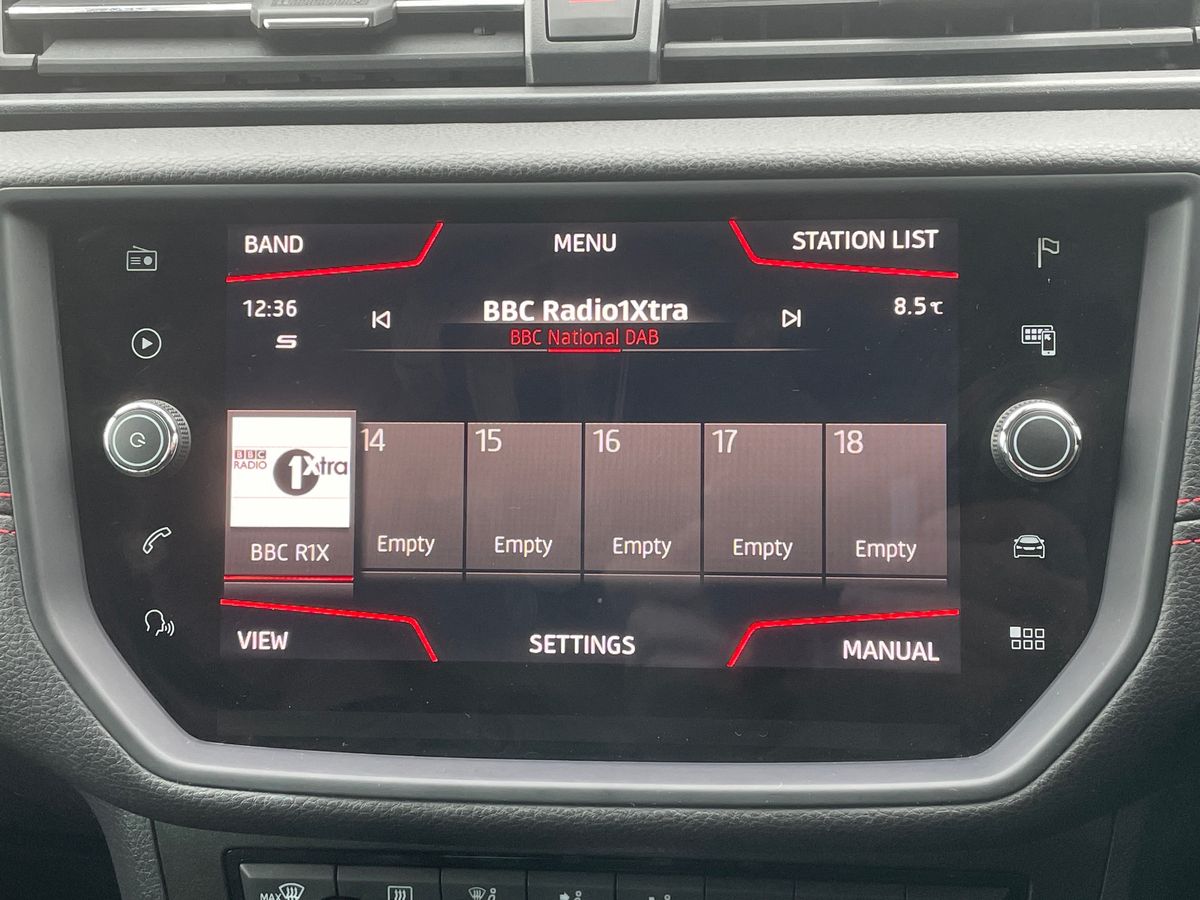 BAND
MENU
STATION LIST
12:36
BBC Radio1Xtra
8.5℃
BBC National DAB
BBC
RADIO
1Xtra
BBC R1X
14
Empty
15
Empty
16
Empty
17
Empty
18
Empty
VIEW
SETTINGS
MANUAL
MAX